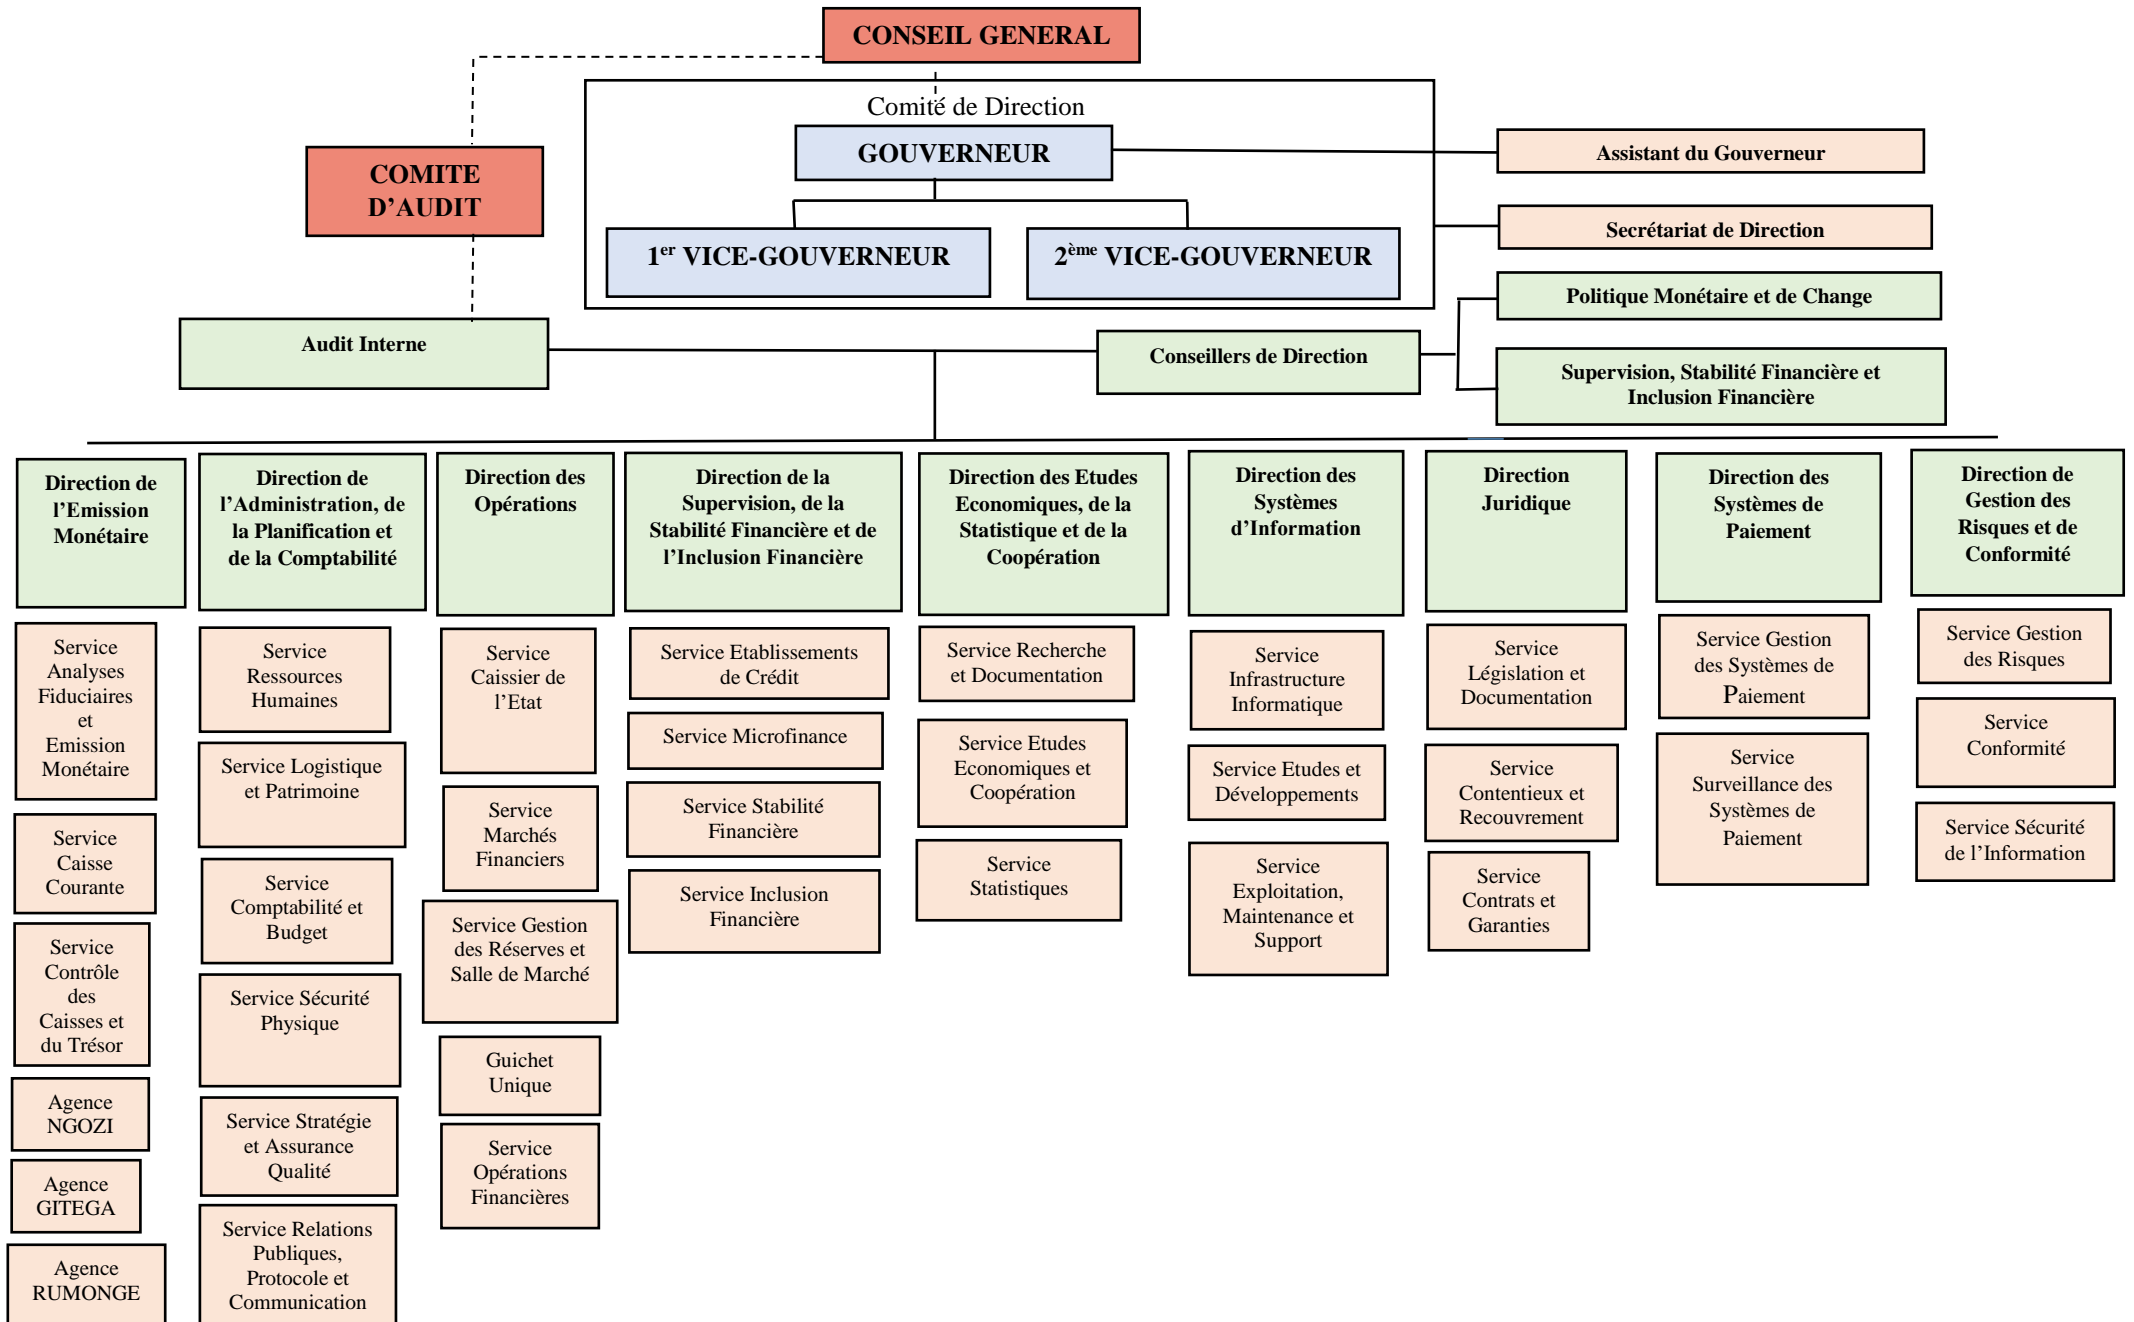 CONSEIL GENERAL
Comité de Direction
GOUVERNEUR
Assistant du Gouverneur
COMITE
D’AUDIT
Secrétariat de Direction
1er VICE-GOUVERNEUR
2ème VICE-GOUVERNEUR
Politique Monétaire et de Change
Audit Interne
Conseillers de Direction
Supervision, Stabilité Financière et
Inclusion Financière
Direction de
l’Emission
Monétaire
Service
Analyses
Fiduciaires
et
Emission
Monétaire
Service
Caisse
Courante
Service
Contrôle
des
Caisses et
du Trésor
Agence
NGOZI
Agence
GITEGA
Agence
RUMONGE
Direction de
l’Administration, de
la Planification et
de la Comptabilité
Service
Ressources
Humaines
Service Logistique
et Patrimoine
Service
Comptabilité et
Budget
Service Sécurité
Physique
Service Stratégie
et Assurance
Qualité
Service Relations
Publiques,
Protocole et
Communication
Direction des
Opérations
Service
Caissier de
l’Etat
Service
Marchés
Financiers
Service Gestion
des Réserves et
Salle de Marché
Guichet
Unique
Service
Opérations
Financières
Direction de la
Supervision, de la
Stabilité Financière et de
l’Inclusion Financière
Service Etablissements
de Crédit
Service Microfinance
Service Stabilité
Financière
Service Inclusion
Financière
Direction des Etudes
Economiques, de la
Statistique et de la
Coopération
Service Recherche
et Documentation
Service Etudes
Economiques et
Coopération
Service
Statistiques
Direction des
Systèmes
d’Information
Service
Infrastructure
Informatique
Service Etudes et
Développements
Service
Exploitation,
Maintenance et
Support
Direction
Juridique
Service
Législation et
Documentation
Service
Contentieux et
Recouvrement
Service
Contrats et
Garanties
Direction des
Systèmes de
Paiement
Service Gestion
des Systèmes de
Paiement
Service
Surveillance des
Systèmes de
Paiement
Direction de
Gestion des
Risques et de
Conformité
Service Gestion
des Risques
Service
Conformité
Service Sécurité
de l’Information